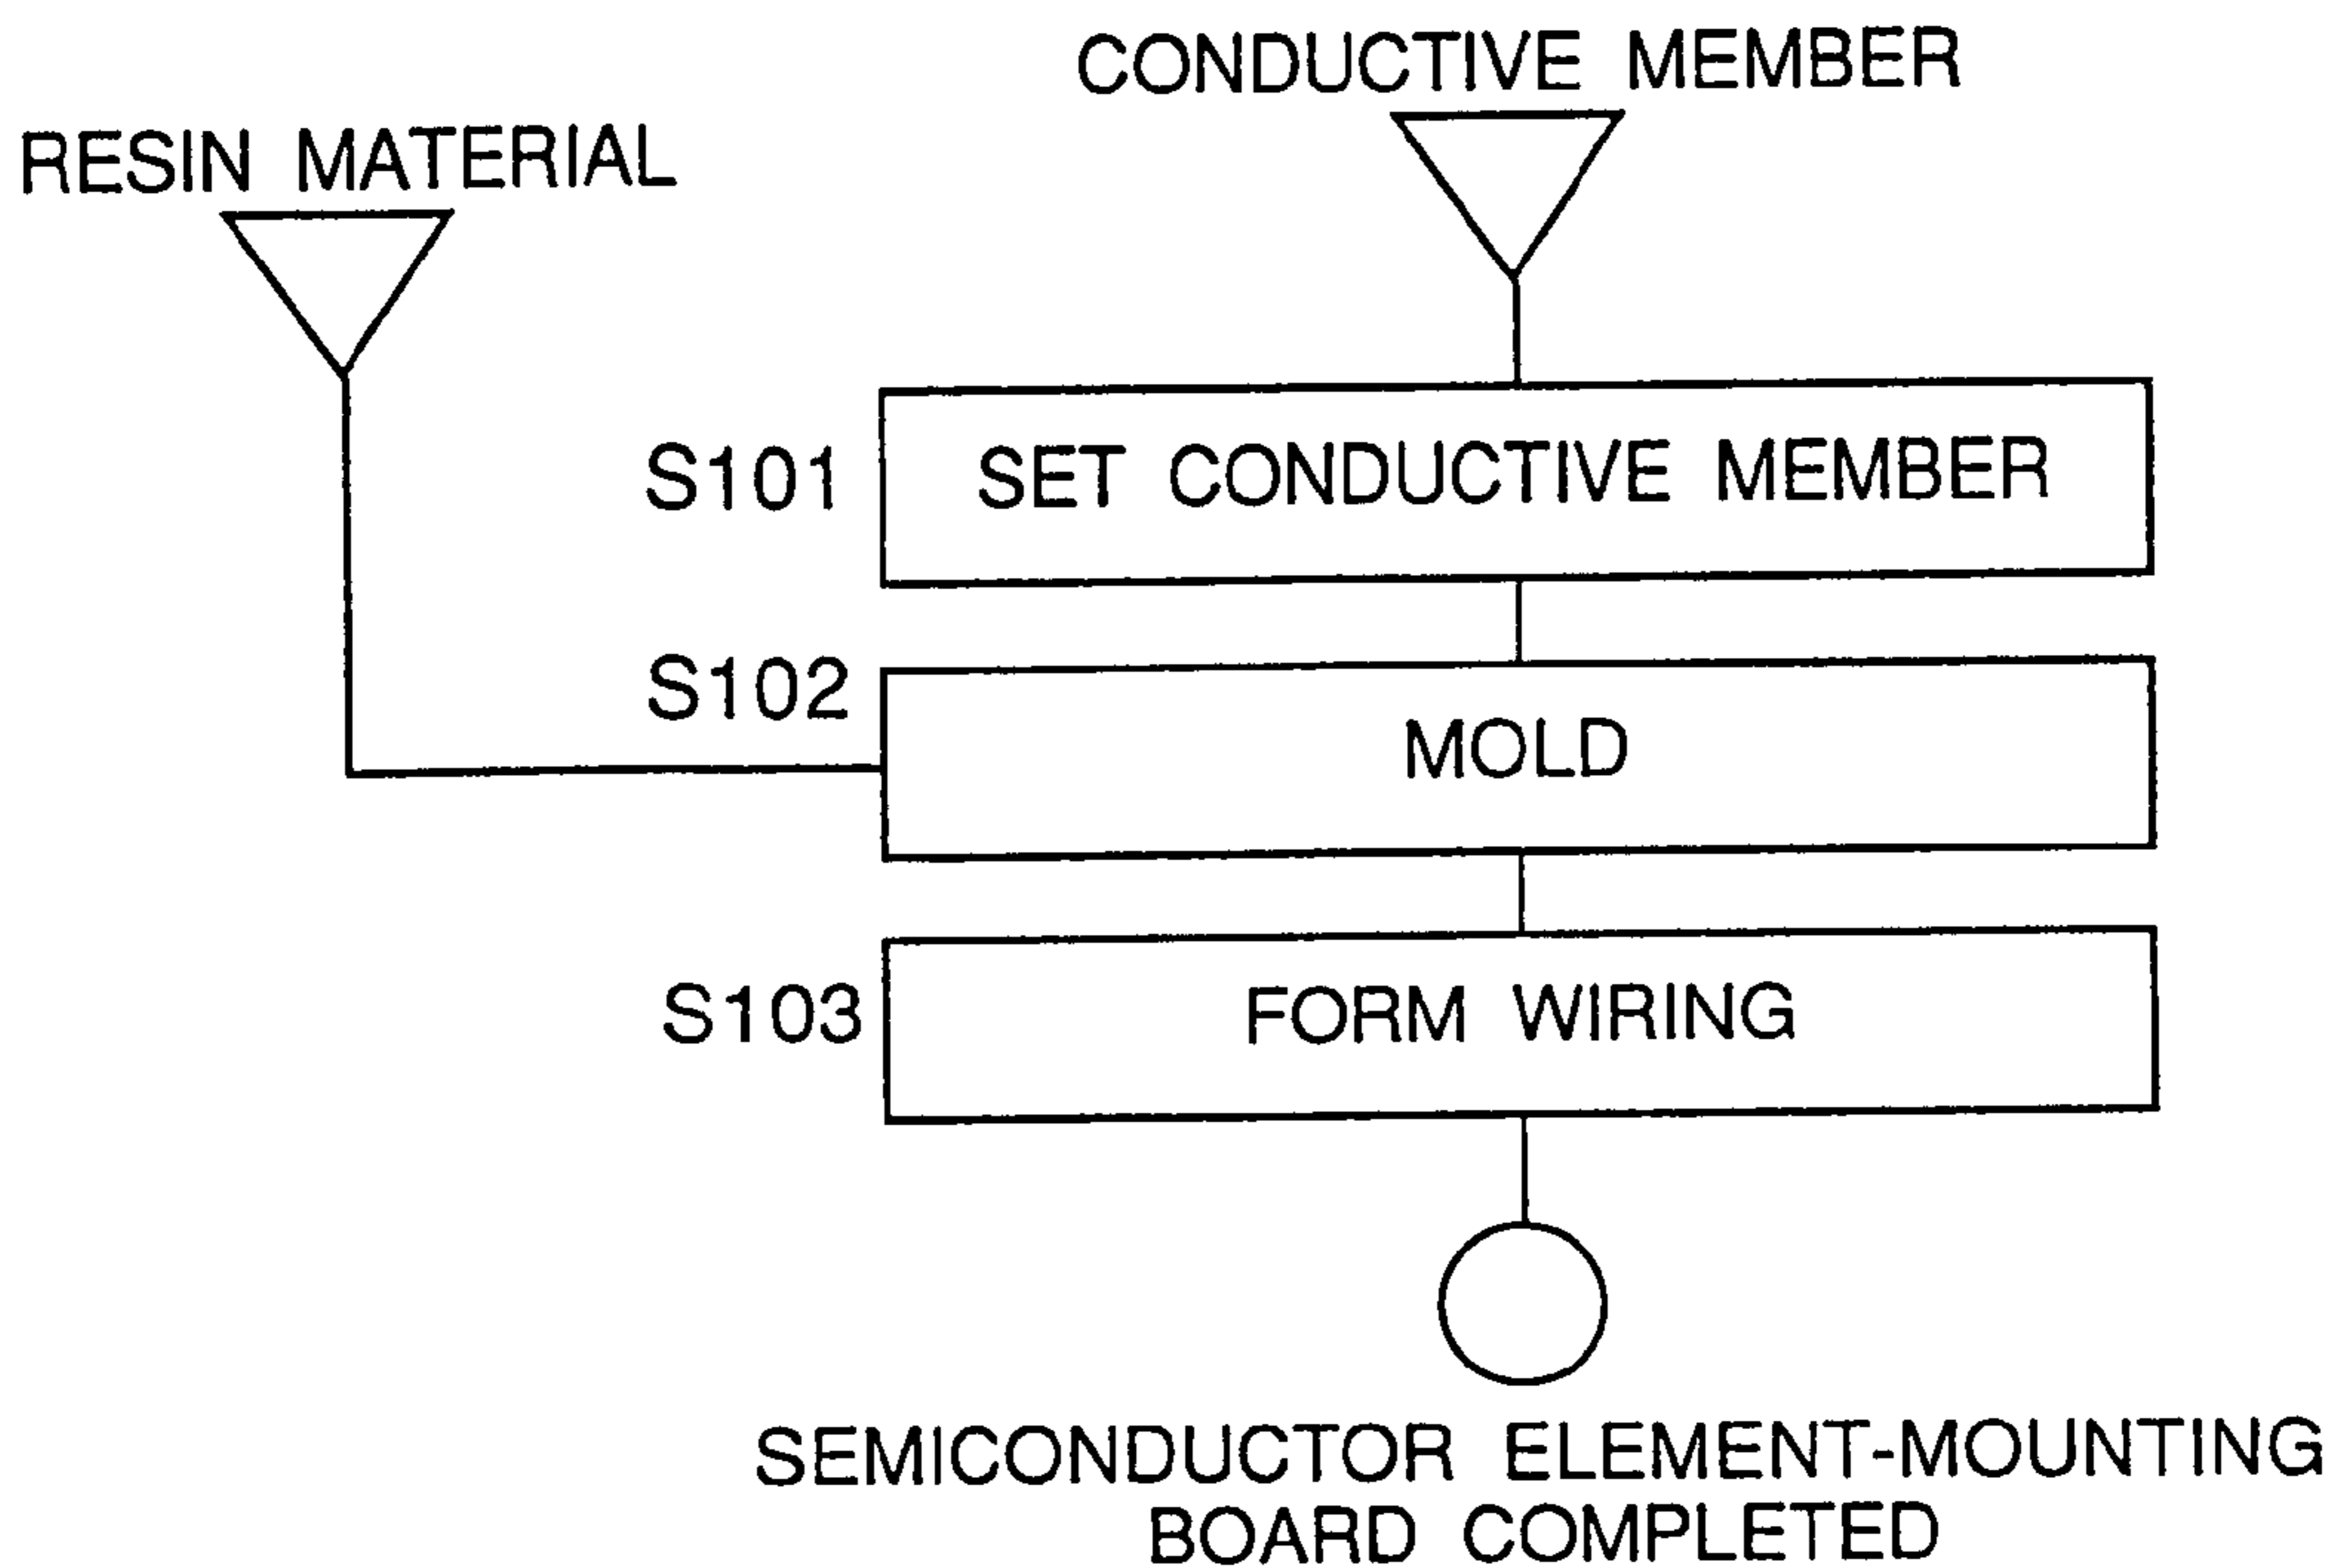 CONDUCTIVE MEMBER
RESIN MATERIAL
S101 SET CONDUCTIVE MEMBER
S102 MOLD
S103 FORM WIRING
SEMICONDUCTOR ELEMENT-MOUNTING
BOARD COMPLETED